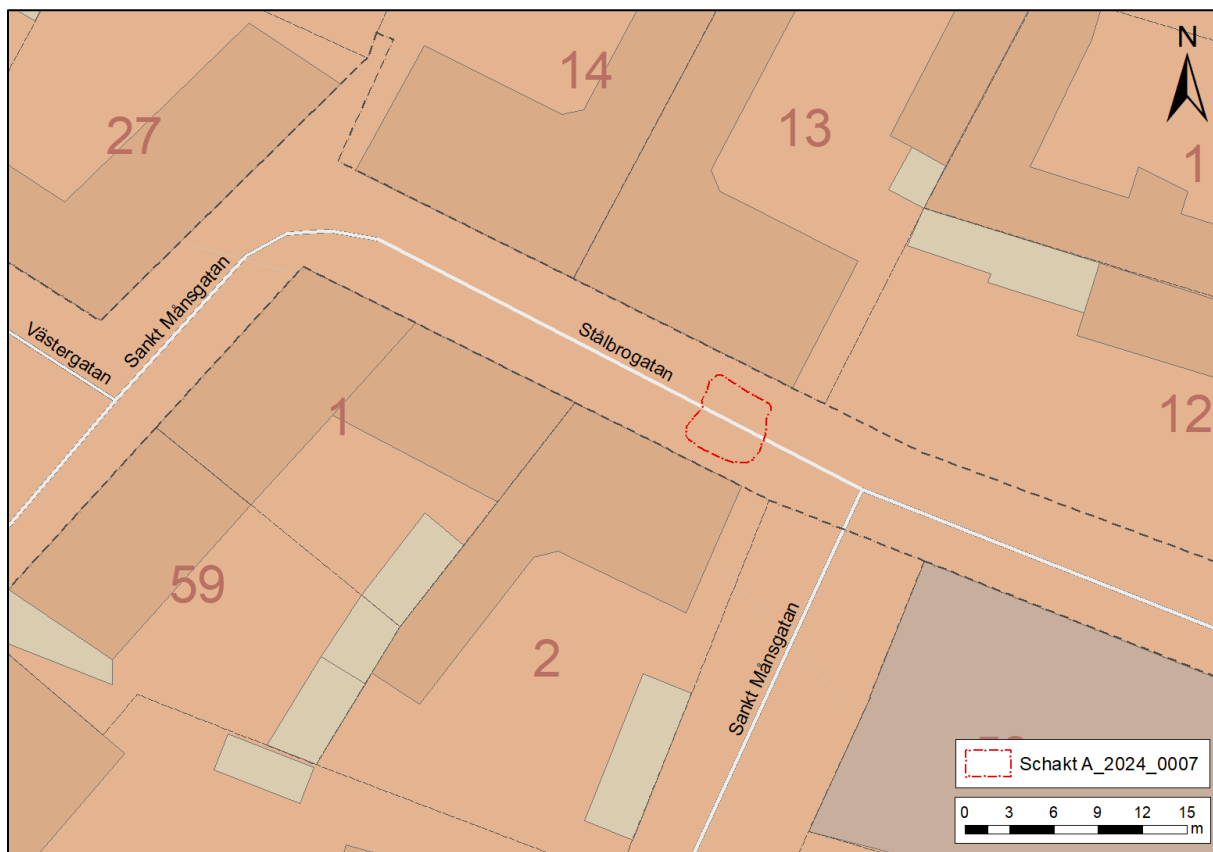 N
14
27
13
1
Sankt Månsgatan
Västergatan
Stålbrogatan
1
12
59
2
Sankt Månsgatan
Schakt A_2024_0007
0 3 6 9 12 15
m